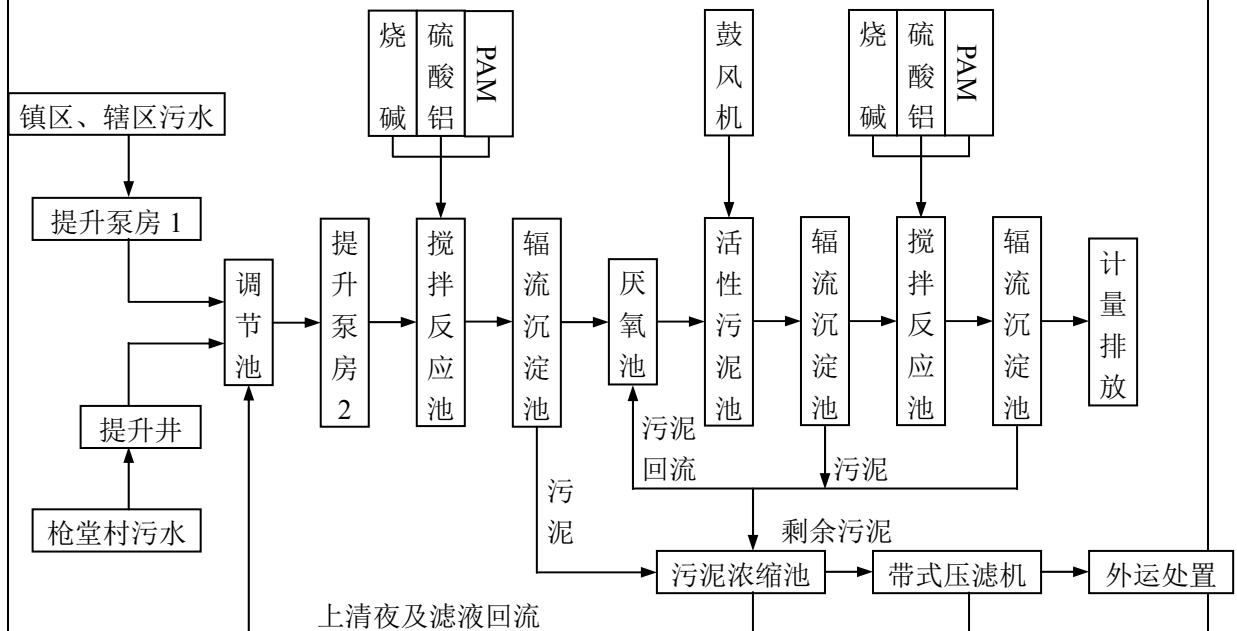 烧碱
硫酸铝
PAM
鼓风机
烧碱
硫酸铝
PAM
镇区、辖区污水
提升泵房 1
调节池
提升泵房2
搅拌反应池
辐流沉淀池
厌氧池
活性污泥池
辐流沉淀池
搅拌反应池
辐流沉淀池
计量排放
提升井
枪堂村污水
污泥
回流
污泥
污泥
剩余污泥
污泥浓缩池
带式压滤机
外运处置
上清夜及滤液回流